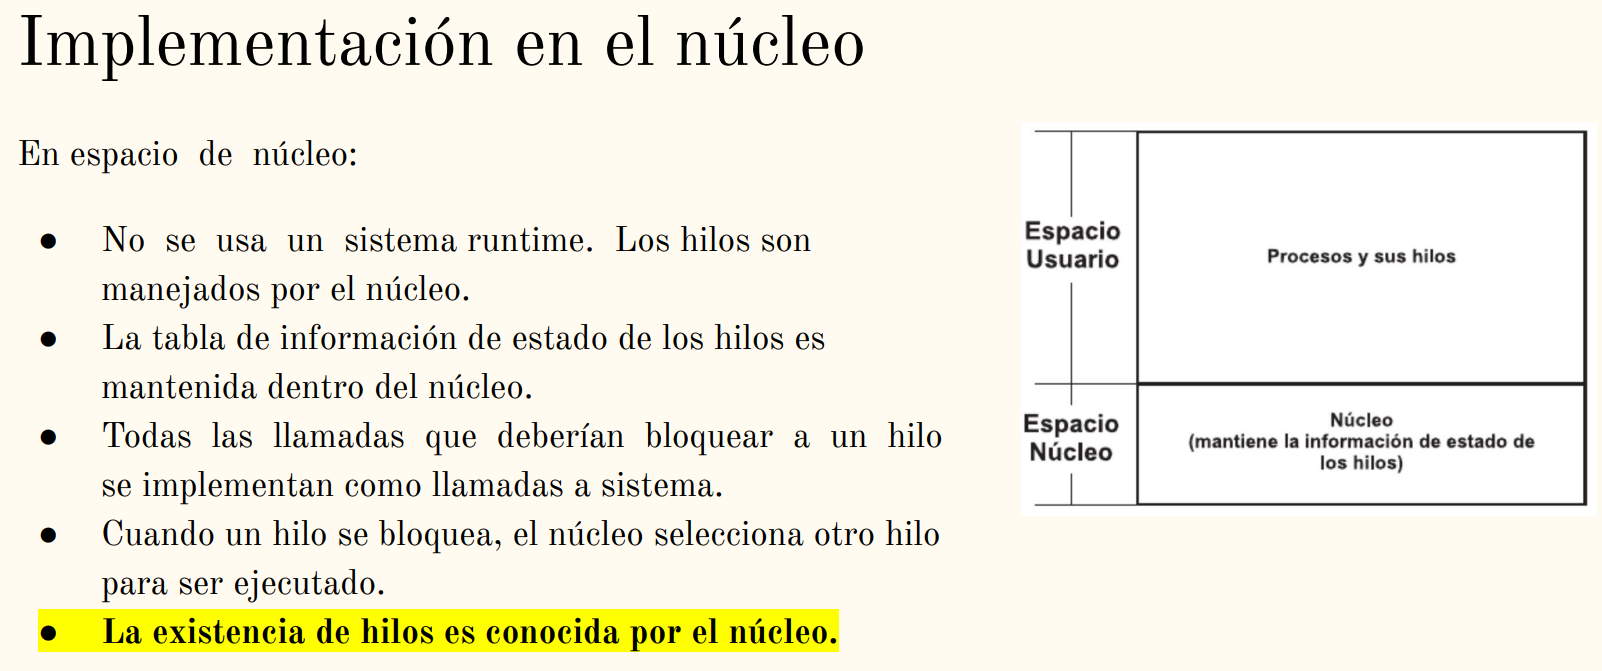 Implementación en el núcleo
En espacio de núcleo:
● No se usa un sistema runtime. Los hilos son
manejados por el núcleo.
● La tabla de información de estado de los hilos es
mantenida dentro del núcleo.
● Todas las llamadas que deberían bloquear a un hilo
se implementan como llamadas a sistema.
● Cuando un hilo se bloquea, el núcleo selecciona otro hilo
para ser ejecutado.
● La existencia de hilos es conocida por el núcleo.
Espacio
Usuario
Procesos y sus hilos
Espacio
Núcleo
Núcleo
(mantiene la información de estado de
los hilos)